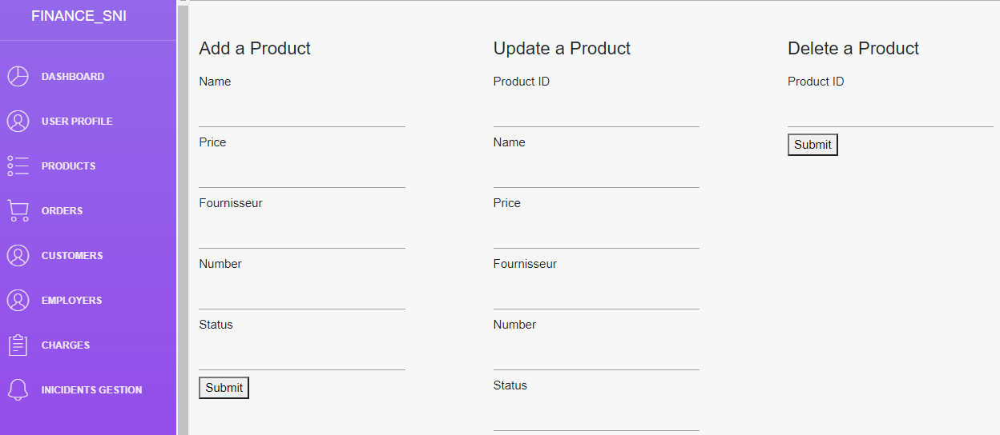 FINANCE_SNI
DASHBOARD
USER PROFILE
PRODUCTS
ORDERS
CUSTOMERS
EMPLOYERS
CHARGES
INICIDENTS GESTION
Add a Product
Name
Price
Fournisseur
Number
Status
Submit
Update a Product
Product ID
Name
Price
Fournisseur
Number
Status
Delete a Product
Product ID
Submit